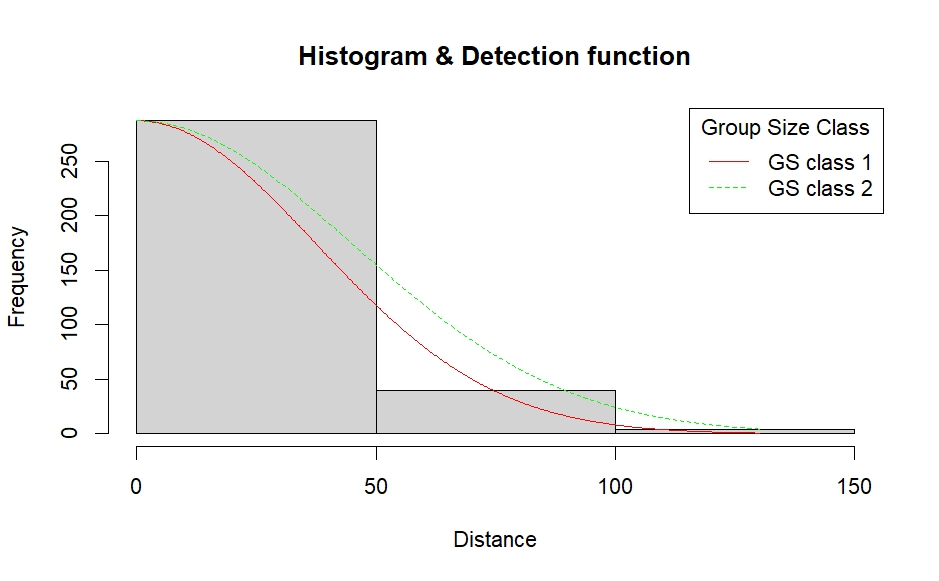 Histogram & Detection function
Group Size Class
GS class 1
GS class 2
Frequency
250
200
150
100
50
0
0 50 100 150
Distance